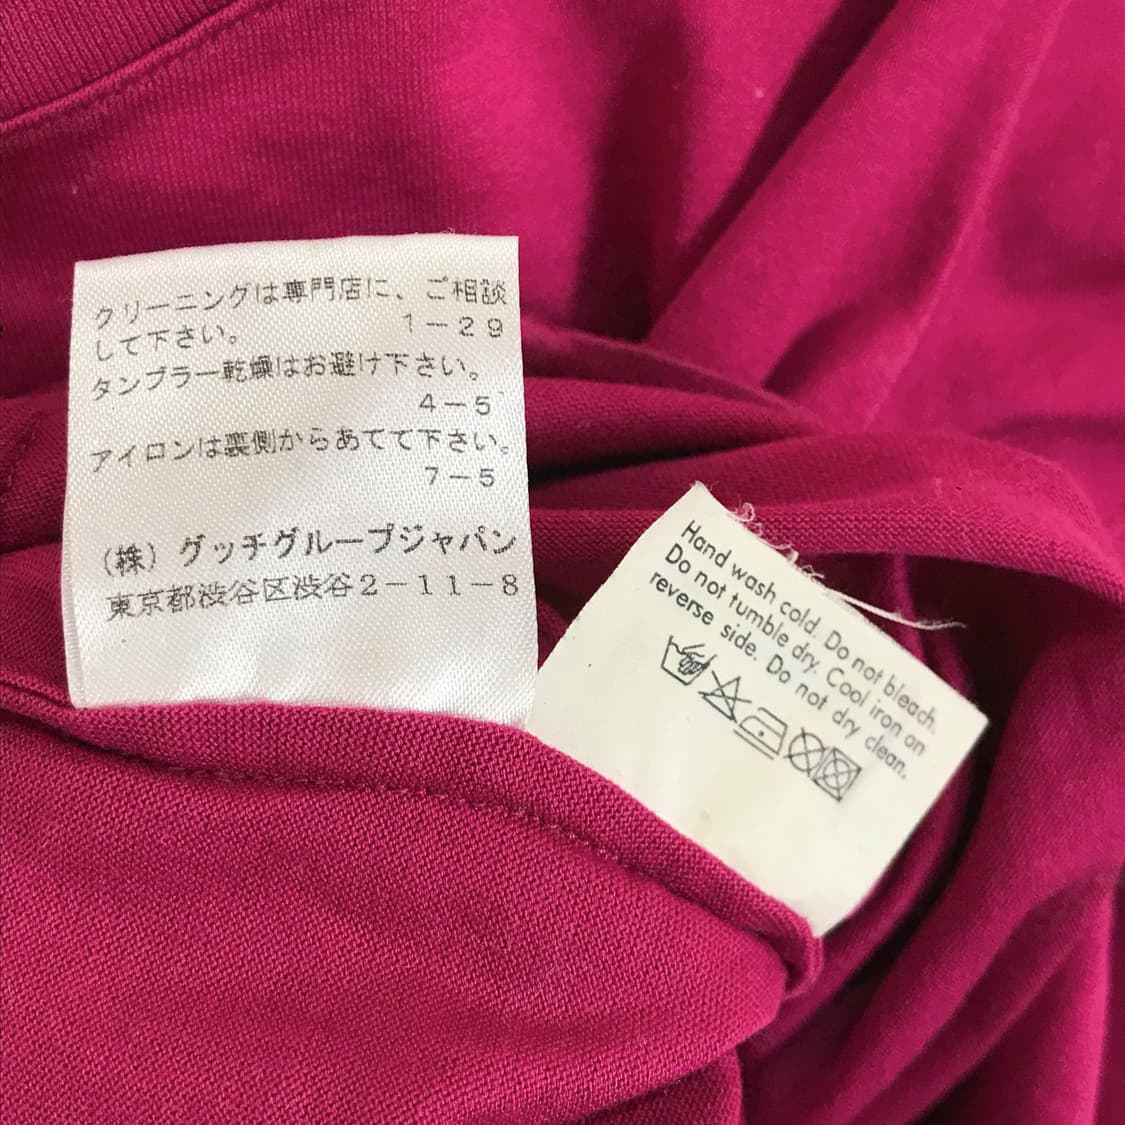 クリーニングは専門店に、ご相談
して下さい。 1－29
タンブラー乾燥はお避け下さい。
4－5
アイロンは裏側からあてて下さい。
7－5
（株）グッチグループジャパン
東京都渋谷区渋谷2－11－8
Hand wash cold. Do not bleach.
Do not tumble dry. Cool iron on
reverse side. Do not dry clean.